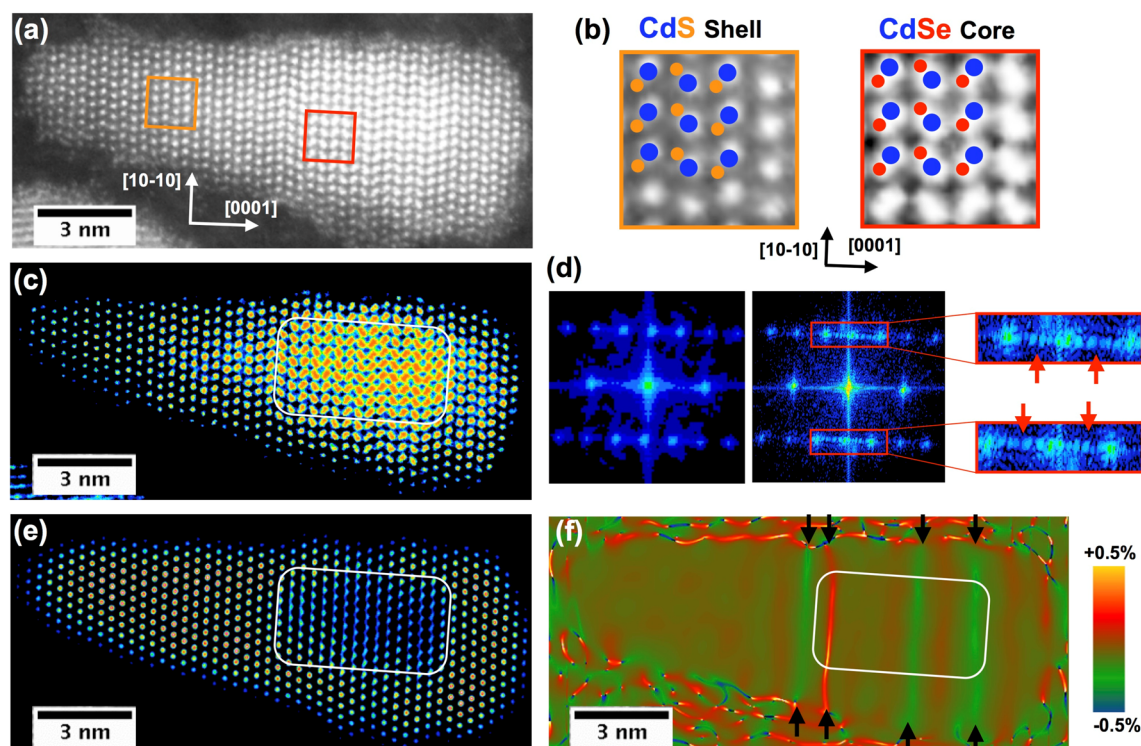 (a)
[10-10]
[0001]
3 nm
(b)
CdS Shell
CdSe Core
[10-10]
[0001]
(c)
3 nm
(d)
(e)
3 nm
(f)
3 nm
+0.5%
-0.5%